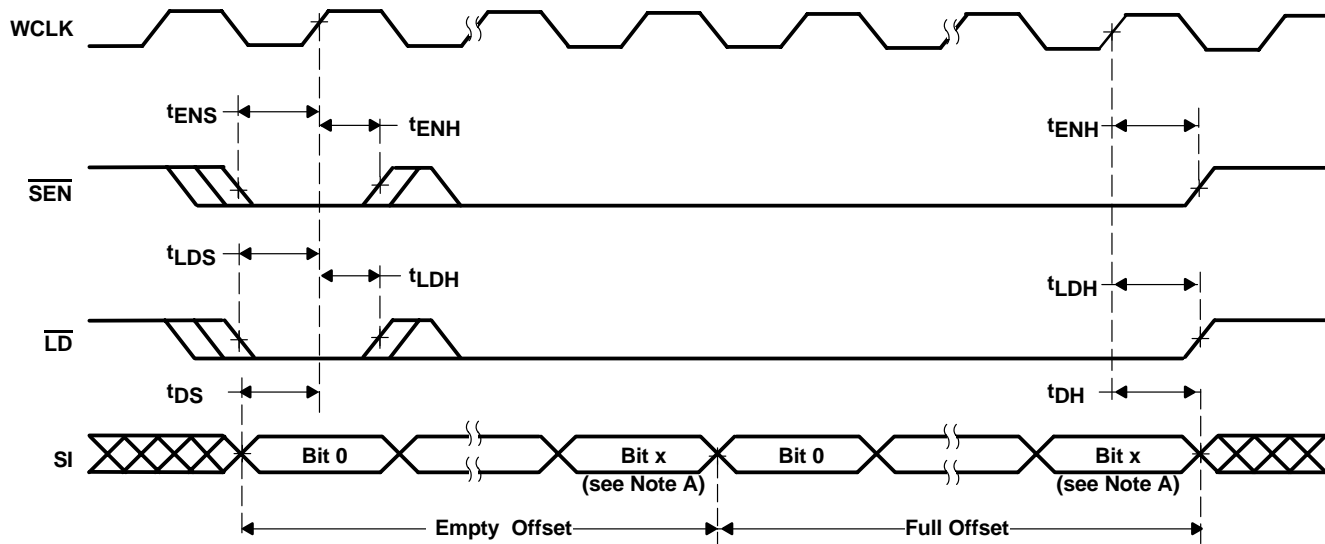 WCLK
tENS
tENH
tENH
SEN
tLDS
tLDH
tLDH
LD
tDS
tDH
SI
Bit 0
Bit x
Bit 0
Bit x
(see Note A)
(see Note A)
Empty Offset
Full Offset